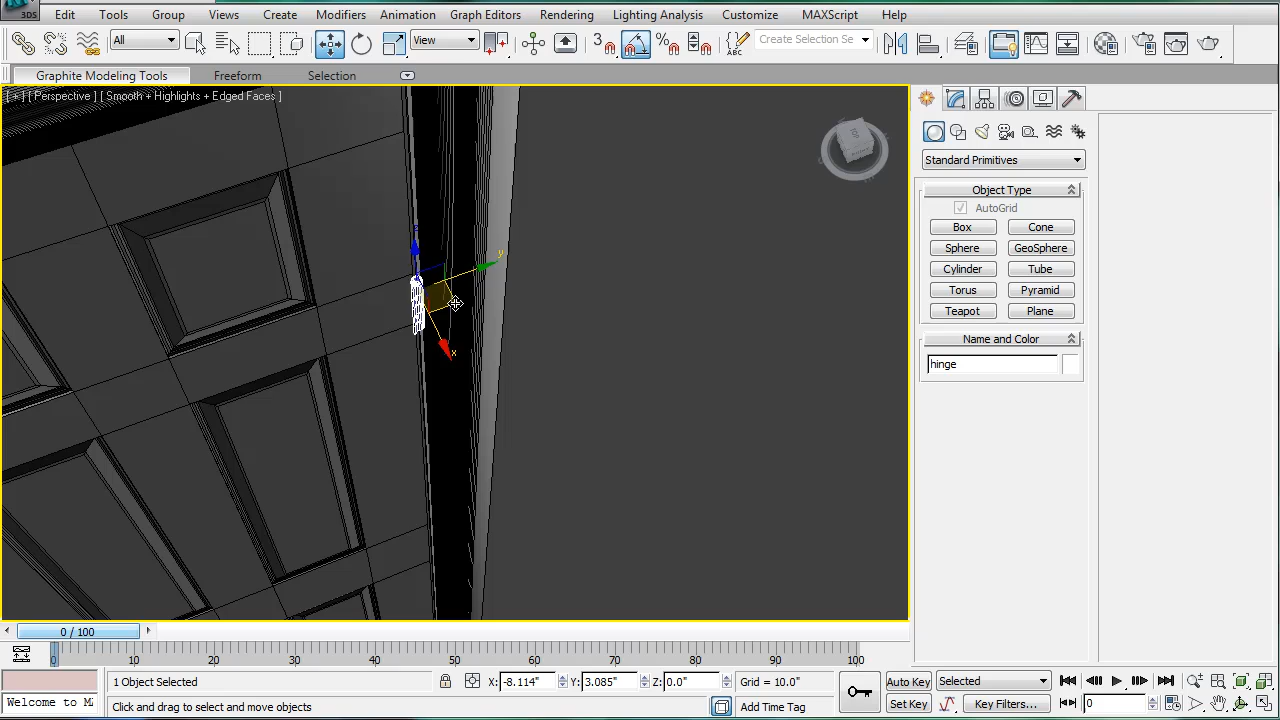 3DS Edit Tools Group Views Create Modifiers Animation Graph Editors Rendering Lighting Analysis Customize MAXScript Help
All View 3 Create Selection Se
Graphite Modeling Tools Freeform Selection
[ + ] [ Perspective ] [ Smooth + Highlights + Edged Faces ]
TOP
Standard Primitives
Object Type
AutoGrid
Box Cone
Sphere GeoSphere
Cylinder Tube
Torus Pyramid
Teapot Plane
Name and Color
hinge
z
y
x
0 / 100
0 10 20 30 40 50 60 70 80 90 100
1 Object Selected X: -8.114" Y: 3.085" Z: 0.0" Grid = 10.0" Auto Key Selected
Welcome to M Click and drag to select and move objects Add Time Tag Set Key Key Filters... 0